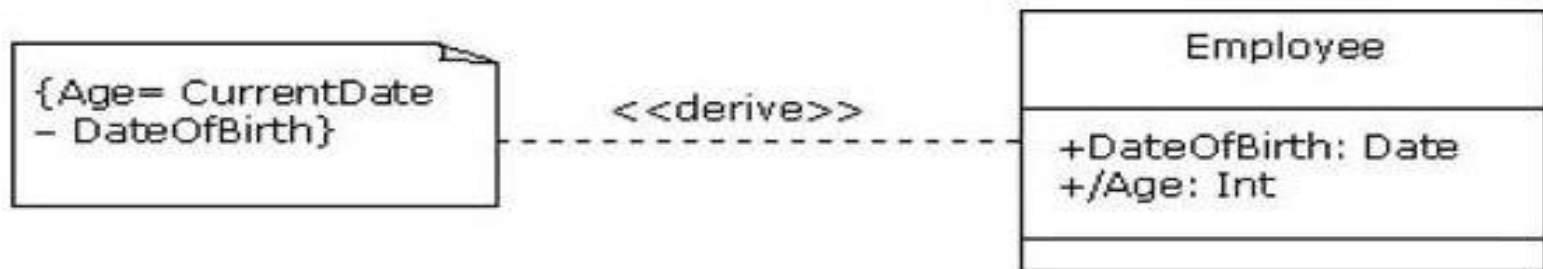 {Age= CurrentDate
– DateOfBirth}
<<derive>>
Employee
+DateOfBirth: Date
+/Age: Int